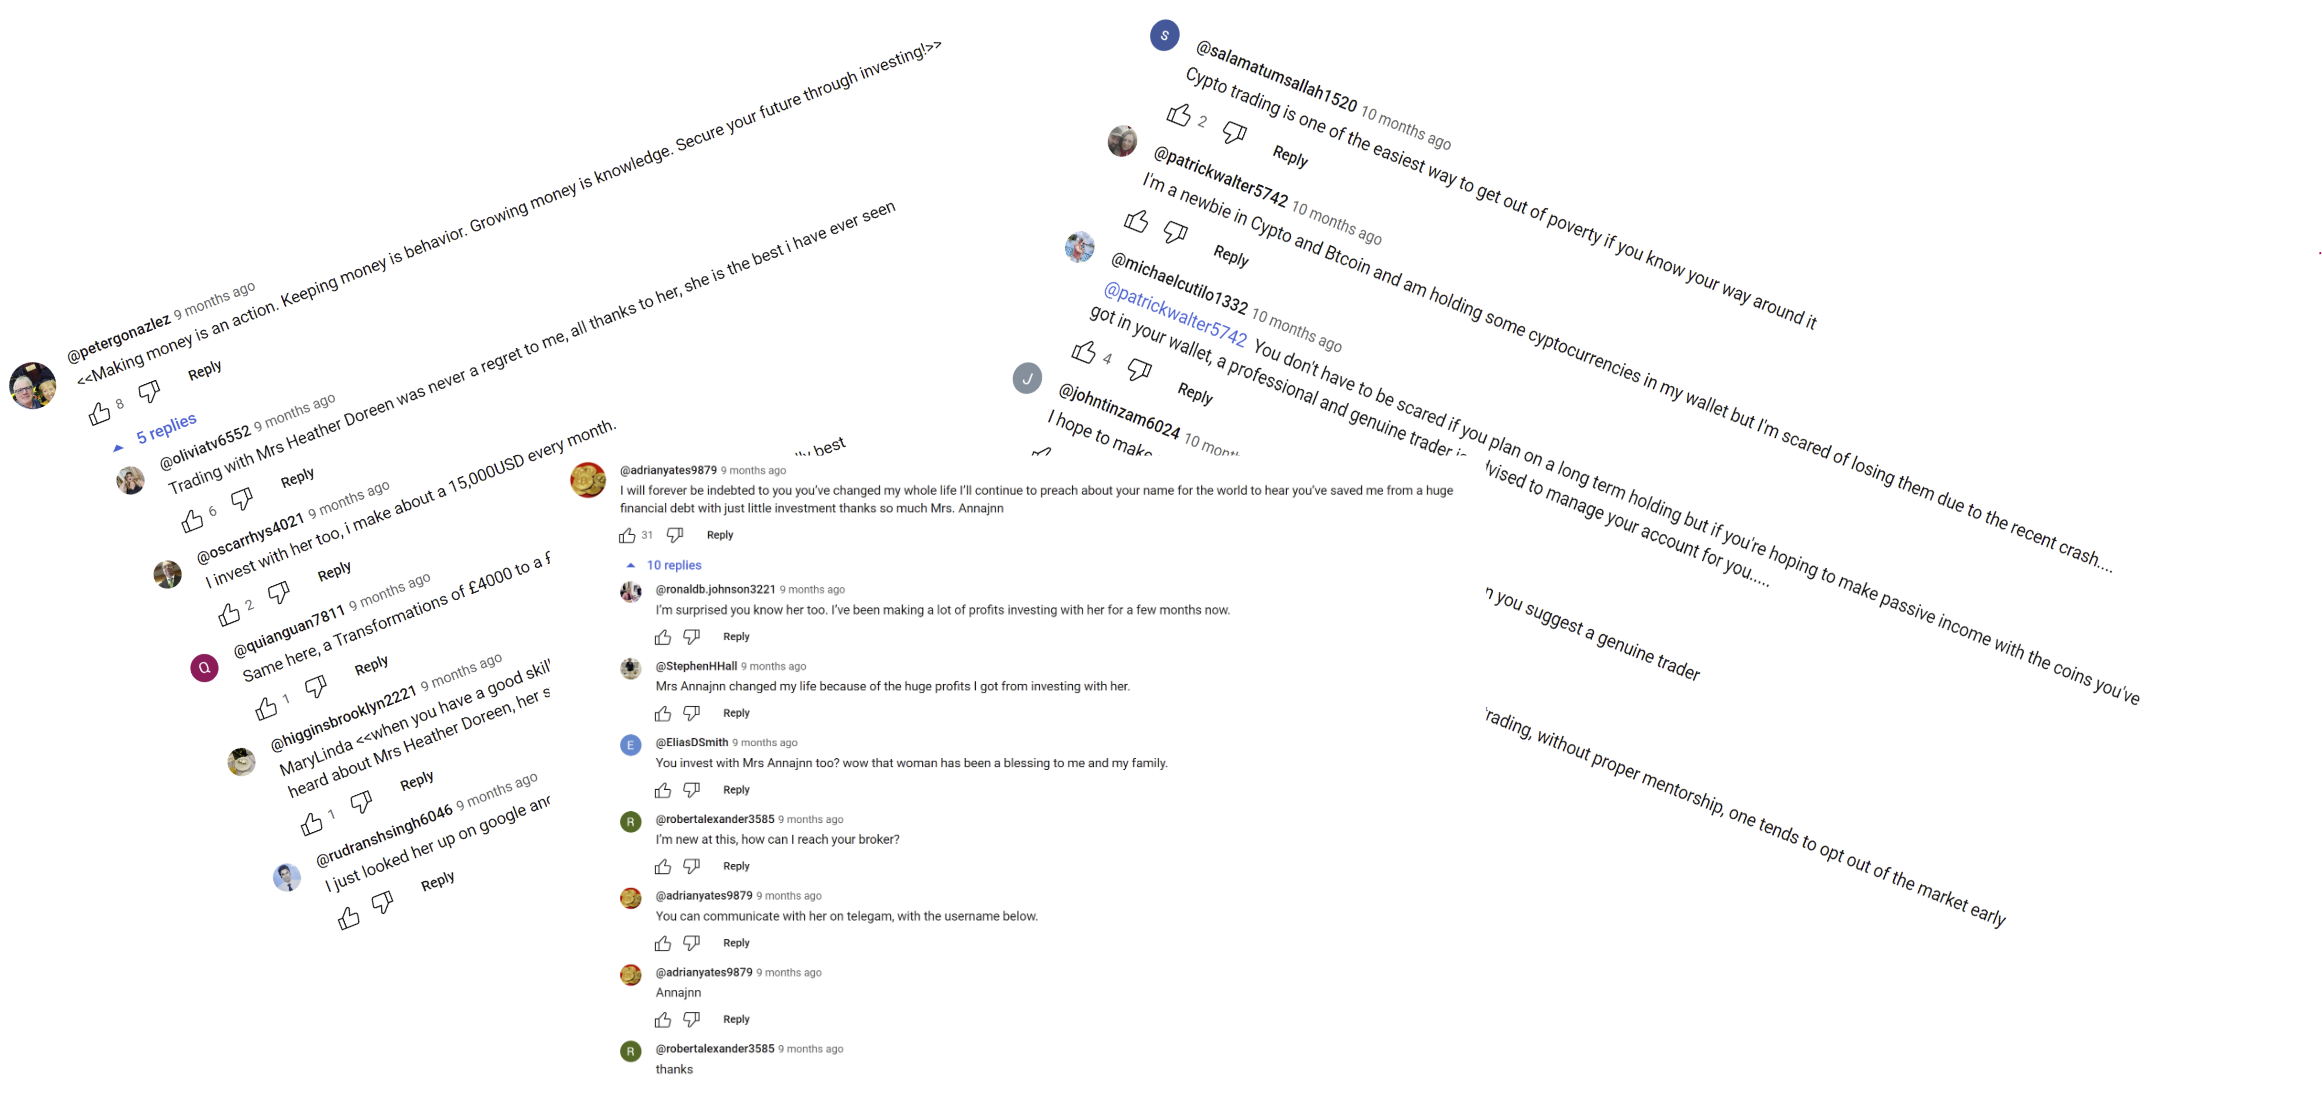 @petergonazlez 9 months ago
<<Making money is an action. Keeping money is behavior. Growing money is knowledge. Secure your future through investing!>>
8 Reply
5 replies
@oliviatv6552 9 months ago
Trading with Mrs Heather Doreen was never a regret to me, all thanks to her, she is the best i have ever seen
6 Reply
@oscarrhys4021 9 months ago
I invest with her too, i make about a 15,000USD every month.
2 Reply
@quianguan7811 9 months ago
Same here, a Transformations of £4000 to a £
best
1 Reply
@higginsbrooklyn2221 9 months ago
MaryLinda <<when you have a good skil
heard about Mrs Heather Doreen, her s
1 Reply
@rudranshsingh6046 9 months ago
I just looked her up on google and
Reply
@adrianyates9879 9 months ago
I will forever be indebted to you you've changed my whole life I'll continue to preach about your name for the world to hear you've saved me from a huge
financial debt with just little investment thanks so much Mrs. Annajnn
31 Reply
10 replies
@ronaldb.johnson3221 9 months ago
I'm surprised you know her too. I've been making a lot of profits investing with her for a few months now.
Reply
@StephenHHall 9 months ago
Mrs Annajnn changed my life because of the huge profits I got from investing with her.
Reply
E
@EliasDSmith 9 months ago
You invest with Mrs Annajnn too? wow that woman has been a blessing to me and my family.
Reply
R
@robertalexander3585 9 months ago
I'm new at this, how can I reach your broker?
Reply
@adrianyates9879 9 months ago
You can communicate with her on telegam, with the username below.
Reply
@adrianyates9879 9 months ago
Annajnn
Reply
R
@robertalexander3585 9 months ago
thanks
S
@salamatumsallah1520 10 months ago
Cypto trading is one of the easiest way to get out of poverty if you know your way around it
2 Reply
@patrickwalter5742 10 months ago
I'm a newbie in Cypto and Btcoin and am holding some cyptocurrencies in my wallet but I'm scared of losing them due to the recent crash....
Reply
@michaelcutilo1332 10 months ago
@patrickwalter5742 You don't have to be scared if you plan on a long term holding but if you're hoping to make passive income with the coins you've
got in your wallet, a professional and genuine trader is vised to manage your account for you.....
4 Reply
J
@johntinzam6024 10 month
I hope to make
n you suggest a genuine trader
rading, without proper mentorship, one tends to opt out of the market early